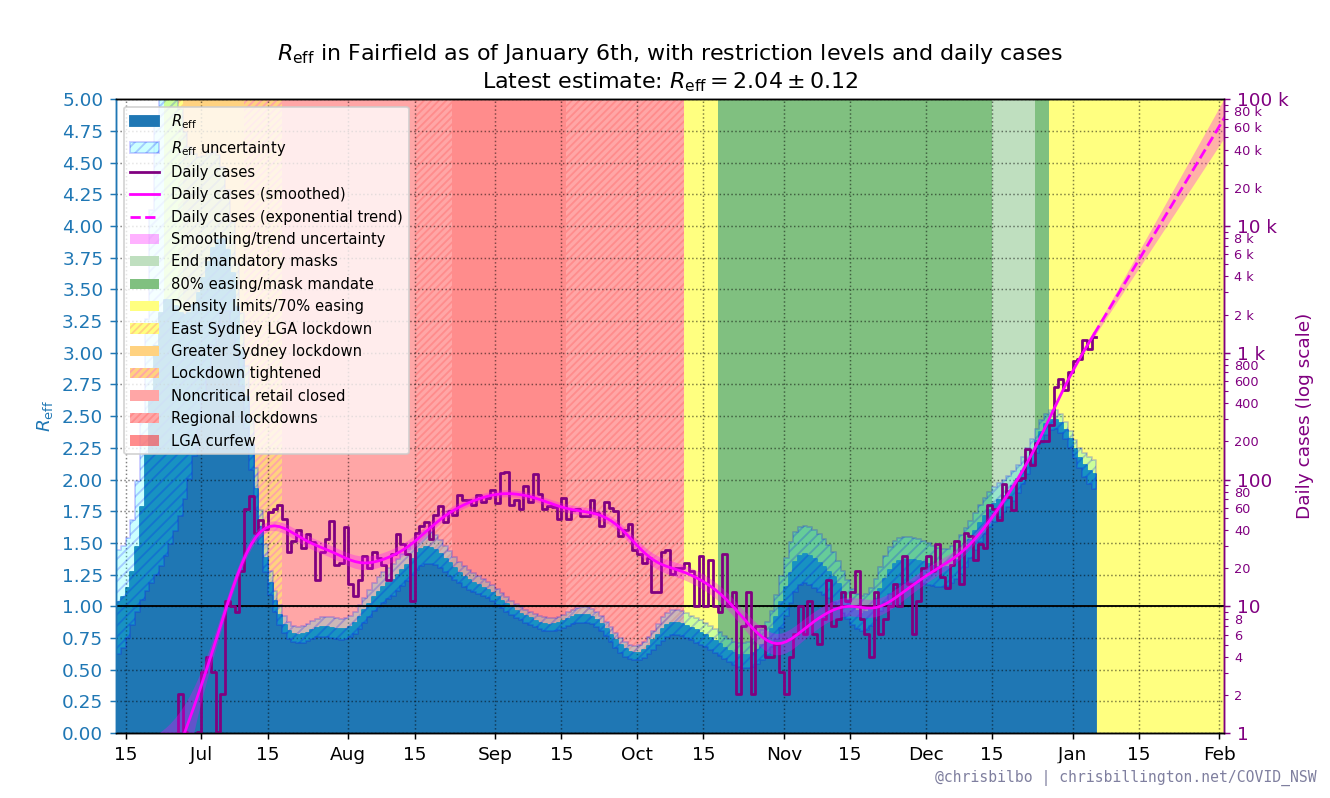 R_eff in Fairfield as of January 6th, with restriction levels and daily cases
Latest estimate: R_eff = 2.04 ± 0.12
5.00
4.75
4.50
4.25
4.00
3.75
3.50
3.25
3.00
2.75
2.50
2.25
2.00
1.75
1.50
1.25
1.00
0.75
0.50
0.25
0.00
R_eff
R_eff
R_eff uncertainty
Daily cases
Daily cases (smoothed)
Daily cases (exponential trend)
Smoothing/trend uncertainty
End mandatory masks
80% easing/mask mandate
Density limits/70% easing
East Sydney LGA lockdown
Greater Sydney lockdown
Lockdown tightened
Noncritical retail closed
Regional lockdowns
LGA curfew
100 k
80 k
60 k
40 k
20 k
10 k
8 k
6 k
4 k
2 k
1 k
800
600
400
200
100
80
60
40
20
10
8
6
4
2
1
Daily cases (log scale)
15 Jul 15 Aug 15 Sep 15 Oct 15 Nov 15 Dec 15 Jan 15 Feb
@chrisbilbo | chrisbillington.net/COVID_NSW